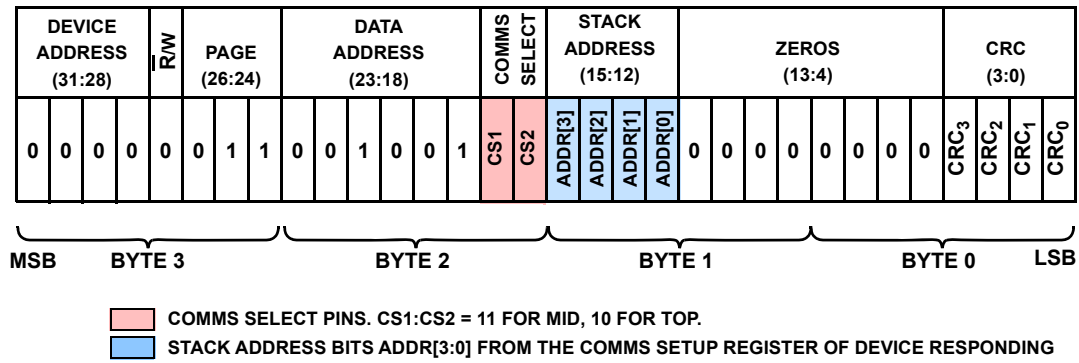 DEVICE ADDRESS (31:28) R/W PAGE (26:24) DATA ADDRESS (23:18) COMMS SELECT STACK ADDRESS (15:12) ZEROS (13:4) CRC (3:0)
0 0 0 0 0 0 1 1 0 0 1 0 0 1 CS1 CS2 ADDR[3] ADDR[2] ADDR[1] ADDR[0] 0 0 0 0 0 0 0 0 CRC3 CRC2 CRC1 CRC0
MSB BYTE 3 BYTE 2 BYTE 1 BYTE 0 LSB
COMMS SELECT PINS. CS1:CS2 = 11 FOR MID, 10 FOR TOP.
STACK ADDRESS BITS ADDR[3:0] FROM THE COMMS SETUP REGISTER OF DEVICE RESPONDING